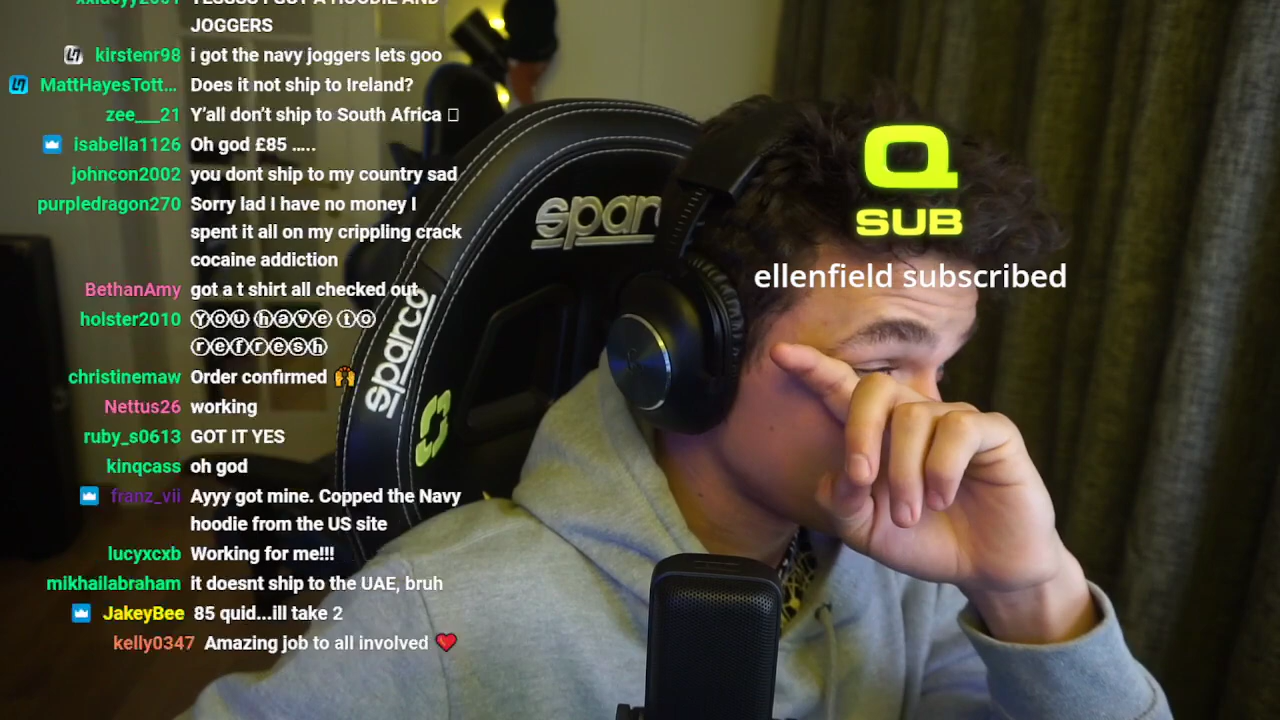 JOGGERS
kirstenr98 i got the navy joggers lets goo
MattHayesTott... Does it not ship to Ireland?
zee___21 Y'all don't ship to South Africa
isabella1126 Oh god £85 .....
johncon2002 you dont ship to my country sad
purpledragon270 Sorry lad I have no money I
spent it all on my crippling crack
cocaine addiction
BethanAmy got a t shirt all checked out
holster2010 Ⓨⓞⓤ ⓗⓐⓥⓔ ⓣⓞ
ⓡⓔⓕⓡⓔⓢⓗ
christinemaw Order confirmed 🙌
Nettus26 working
ruby_s0613 GOT IT YES
kinqcass oh god
franz_vii Ayyy got mine. Copped the Navy
hoodie from the US site
lucyxcxb Working for me!!!
mikhailabraham it doesnt ship to the UAE, bruh
JakeyBee 85 quid...ill take 2
kelly0347 Amazing job to all involved ❤️
sparco
Q
SUB
ellenfield subscribed